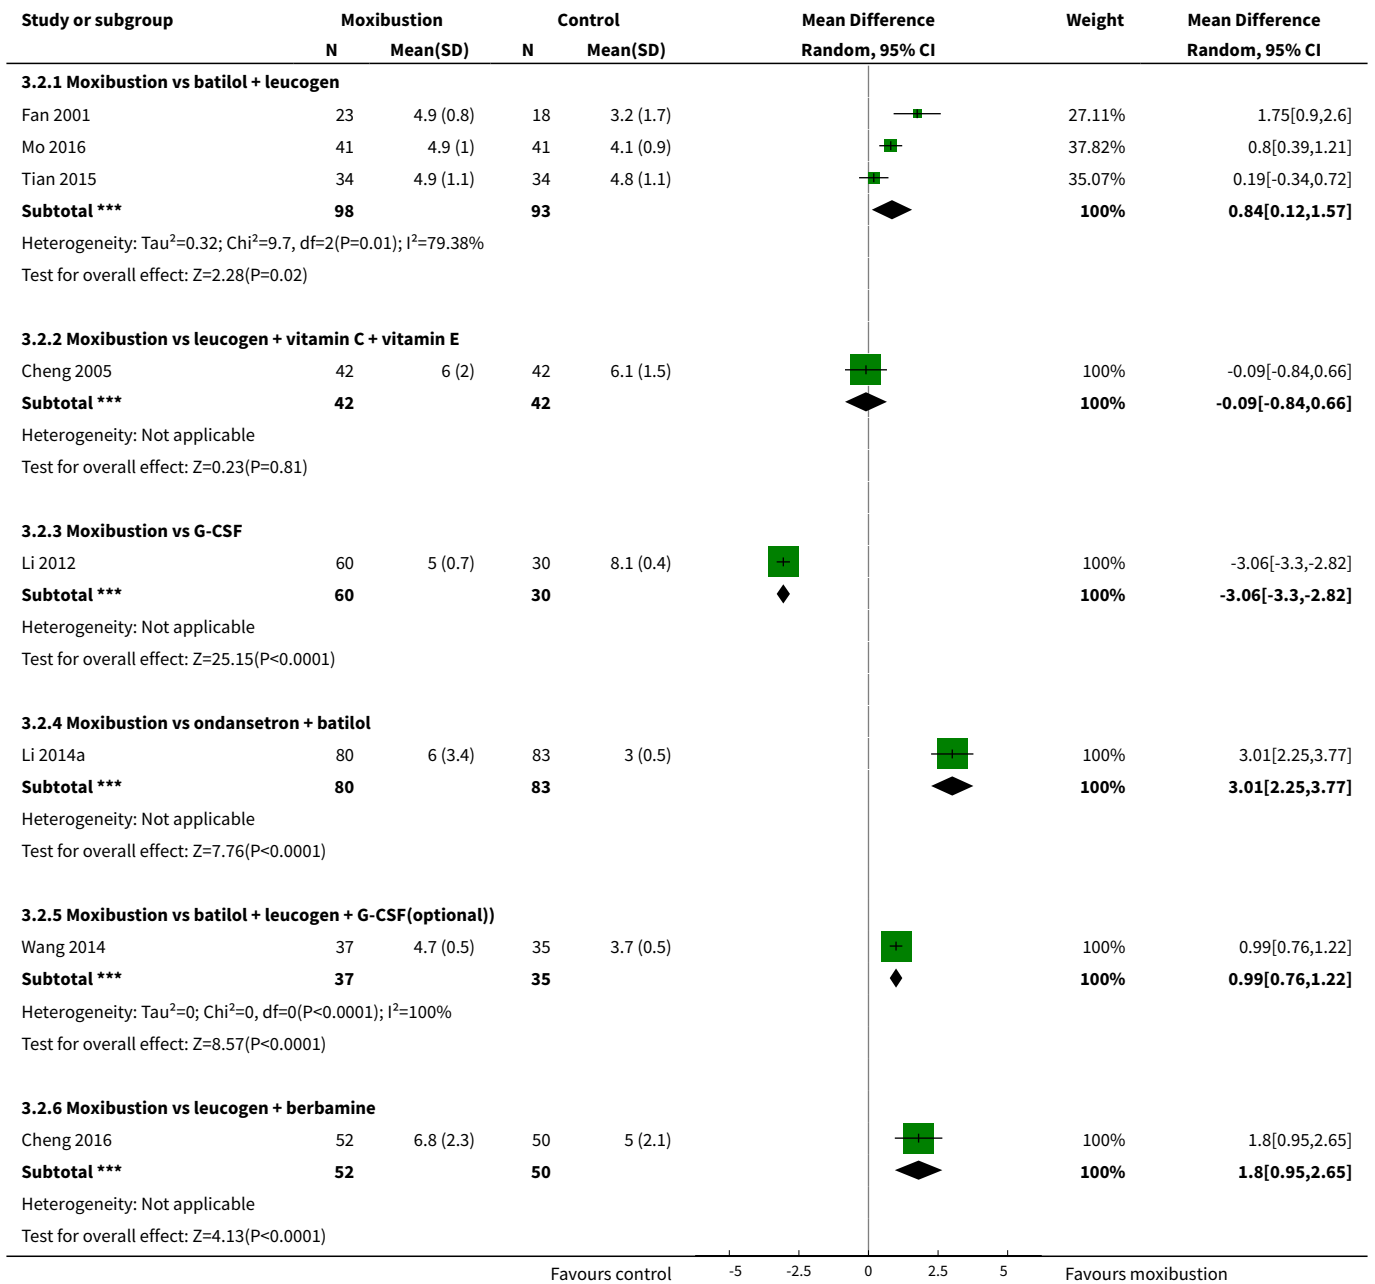 Study or subgroup Moxibustion Control Mean Difference Weight Mean Difference
N Mean(SD) N Mean(SD) Random, 95% CI Random, 95% CI
3.2.1 Moxibustion vs batilol + leucogen
Fan 2001 23 4.9 (0.8) 18 3.2 (1.7) 27.11% 1.75[0.9,2.6]
Mo 2016 41 4.9 (1) 41 4.1 (0.9) 37.82% 0.8[0.39,1.21]
Tian 2015 34 4.9 (1.1) 34 4.8 (1.1) 35.07% 0.19[-0.34,0.72]
Subtotal *** 98 93 100% 0.84[0.12,1.57]
Heterogeneity: Tau²=0.32; Chi²=9.7, df=2(P=0.01); I²=79.38%
Test for overall effect: Z=2.28(P=0.02)
3.2.2 Moxibustion vs leucogen + vitamin C + vitamin E
Cheng 2005 42 6 (2) 42 6.1 (1.5) 100% -0.09[-0.84,0.66]
Subtotal *** 42 42 100% -0.09[-0.84,0.66]
Heterogeneity: Not applicable
Test for overall effect: Z=0.23(P=0.81)
3.2.3 Moxibustion vs G-CSF
Li 2012 60 5 (0.7) 30 8.1 (0.4) 100% -3.06[-3.3,-2.82]
Subtotal *** 60 30 100% -3.06[-3.3,-2.82]
Heterogeneity: Not applicable
Test for overall effect: Z=25.15(P<0.0001)
3.2.4 Moxibustion vs ondansetron + batilol
Li 2014a 80 6 (3.4) 83 3 (0.5) 100% 3.01[2.25,3.77]
Subtotal *** 80 83 100% 3.01[2.25,3.77]
Heterogeneity: Not applicable
Test for overall effect: Z=7.76(P<0.0001)
3.2.5 Moxibustion vs batilol + leucogen + G-CSF(optional))
Wang 2014 37 4.7 (0.5) 35 3.7 (0.5) 100% 0.99[0.76,1.22]
Subtotal *** 37 35 100% 0.99[0.76,1.22]
Heterogeneity: Tau²=0; Chi²=0, df=0(P<0.0001); I²=100%
Test for overall effect: Z=8.57(P<0.0001)
3.2.6 Moxibustion vs leucogen + berbamine
Cheng 2016 52 6.8 (2.3) 50 5 (2.1) 100% 1.8[0.95,2.65]
Subtotal *** 52 50 100% 1.8[0.95,2.65]
Heterogeneity: Not applicable
Test for overall effect: Z=4.13(P<0.0001)
Favours control -5 -2.5 0 2.5 5 Favours moxibustion